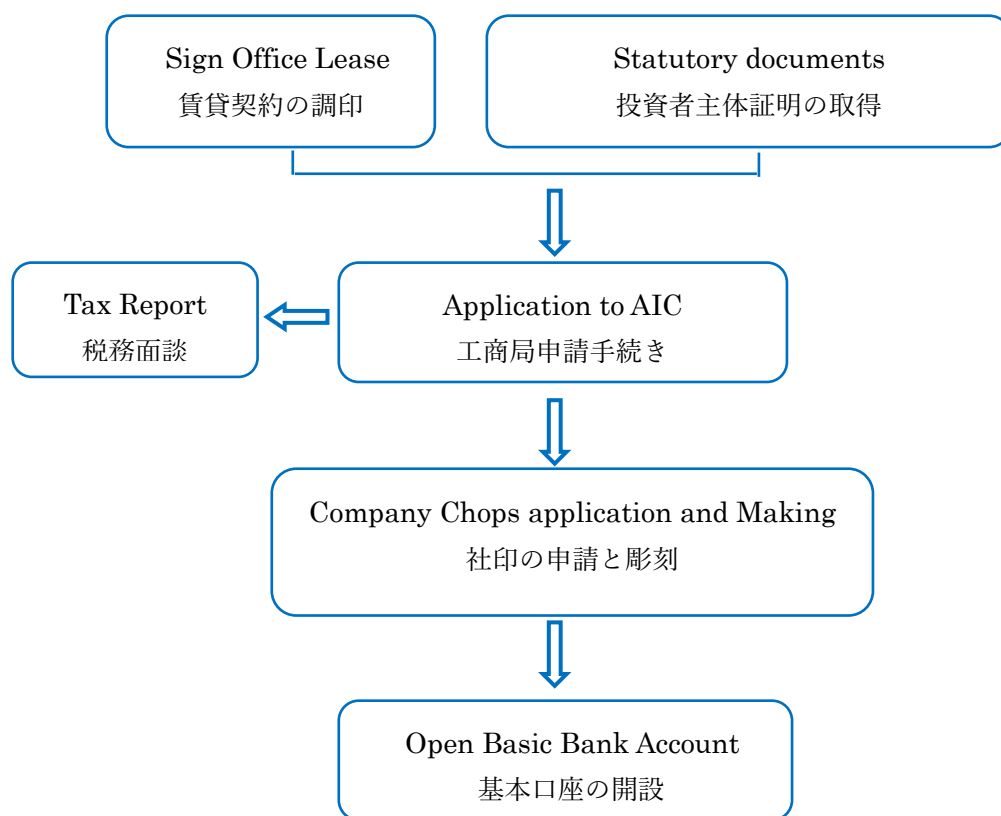 Sign Office Lease
賃貸契約の調印
Statutory documents
投資者主体証明の取得
Tax Report
税務面談
Application to AIC
工商局申請手続き
Company Chops application and Making
社印の申請と彫刻
Open Basic Bank Account
基本口座の開設